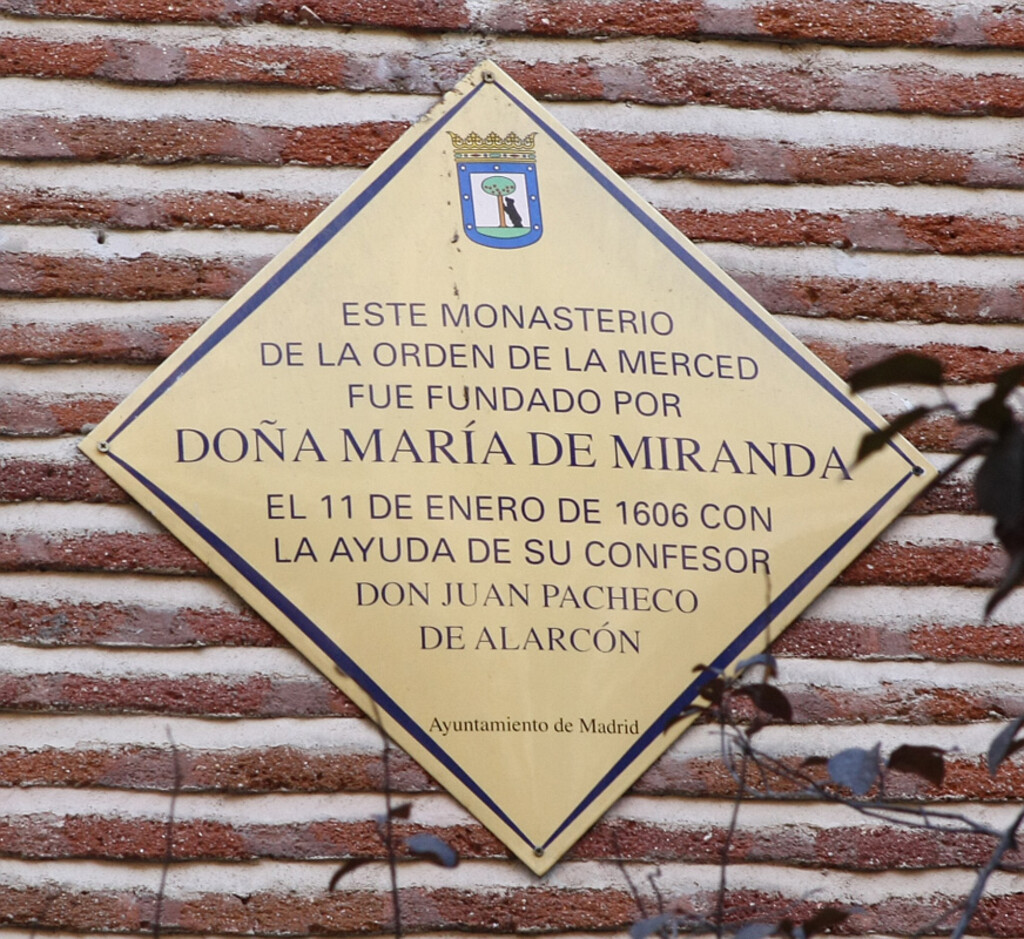 ESTE MONASTERIO
DE LA ORDEN DE LA MERCED
FUE FUNDADO POR
DOÑA MARÍA DE MIRANDA
EL 11 DE ENERO DE 1606 CON
LA AYUDA DE SU CONFESOR
DON JUAN PACHECO
DE ALARCÓN
Ayuntamiento de Madrid